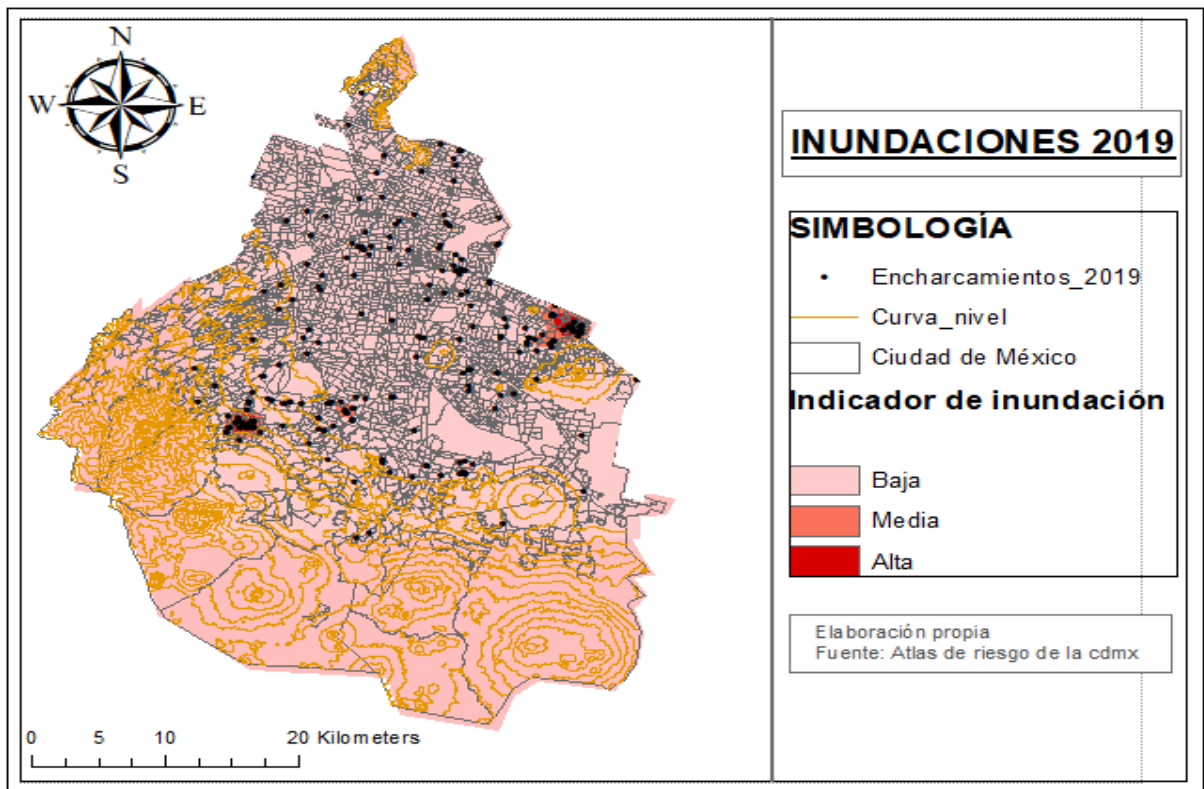 N
W E
S
INUNDACIONES 2019
SIMBOLOGÍA
Encharcamientos_2019
Curva_nivel
Ciudad de México
Indicador de inundación
Baja
Media
Alta
Elaboración propia
Fuente: Atlas de riesgo de la cdmx
0 5 10 20 Kilometers